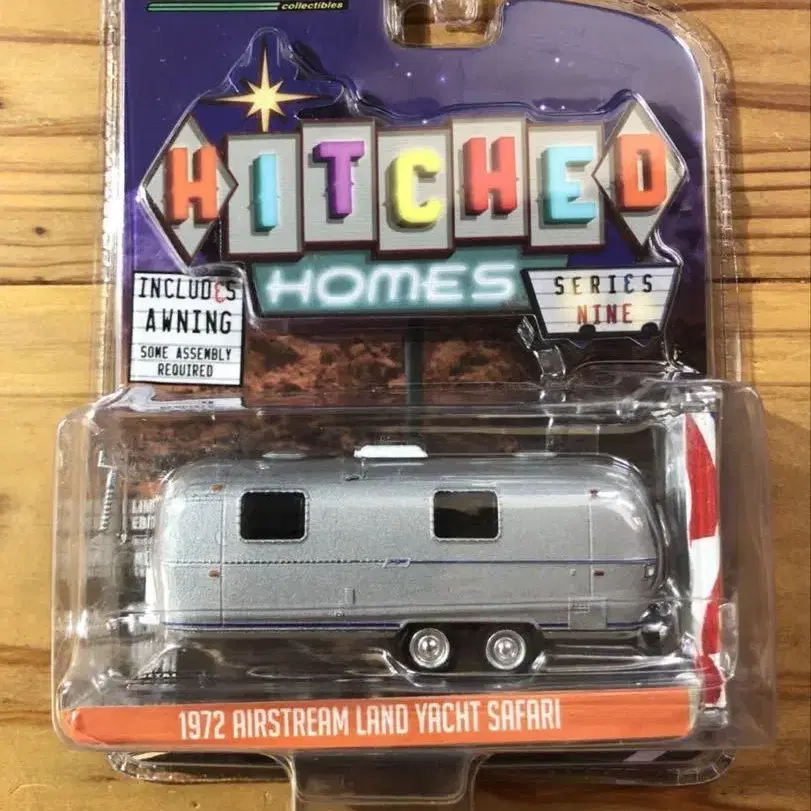 collectibles
HITCHED
HOMES
SERIES
NINE
INCLUDES
AWNING
SOME ASSEMBLY
REQUIRED
1972 AIRSTREAM LAND YACHT SAFARI